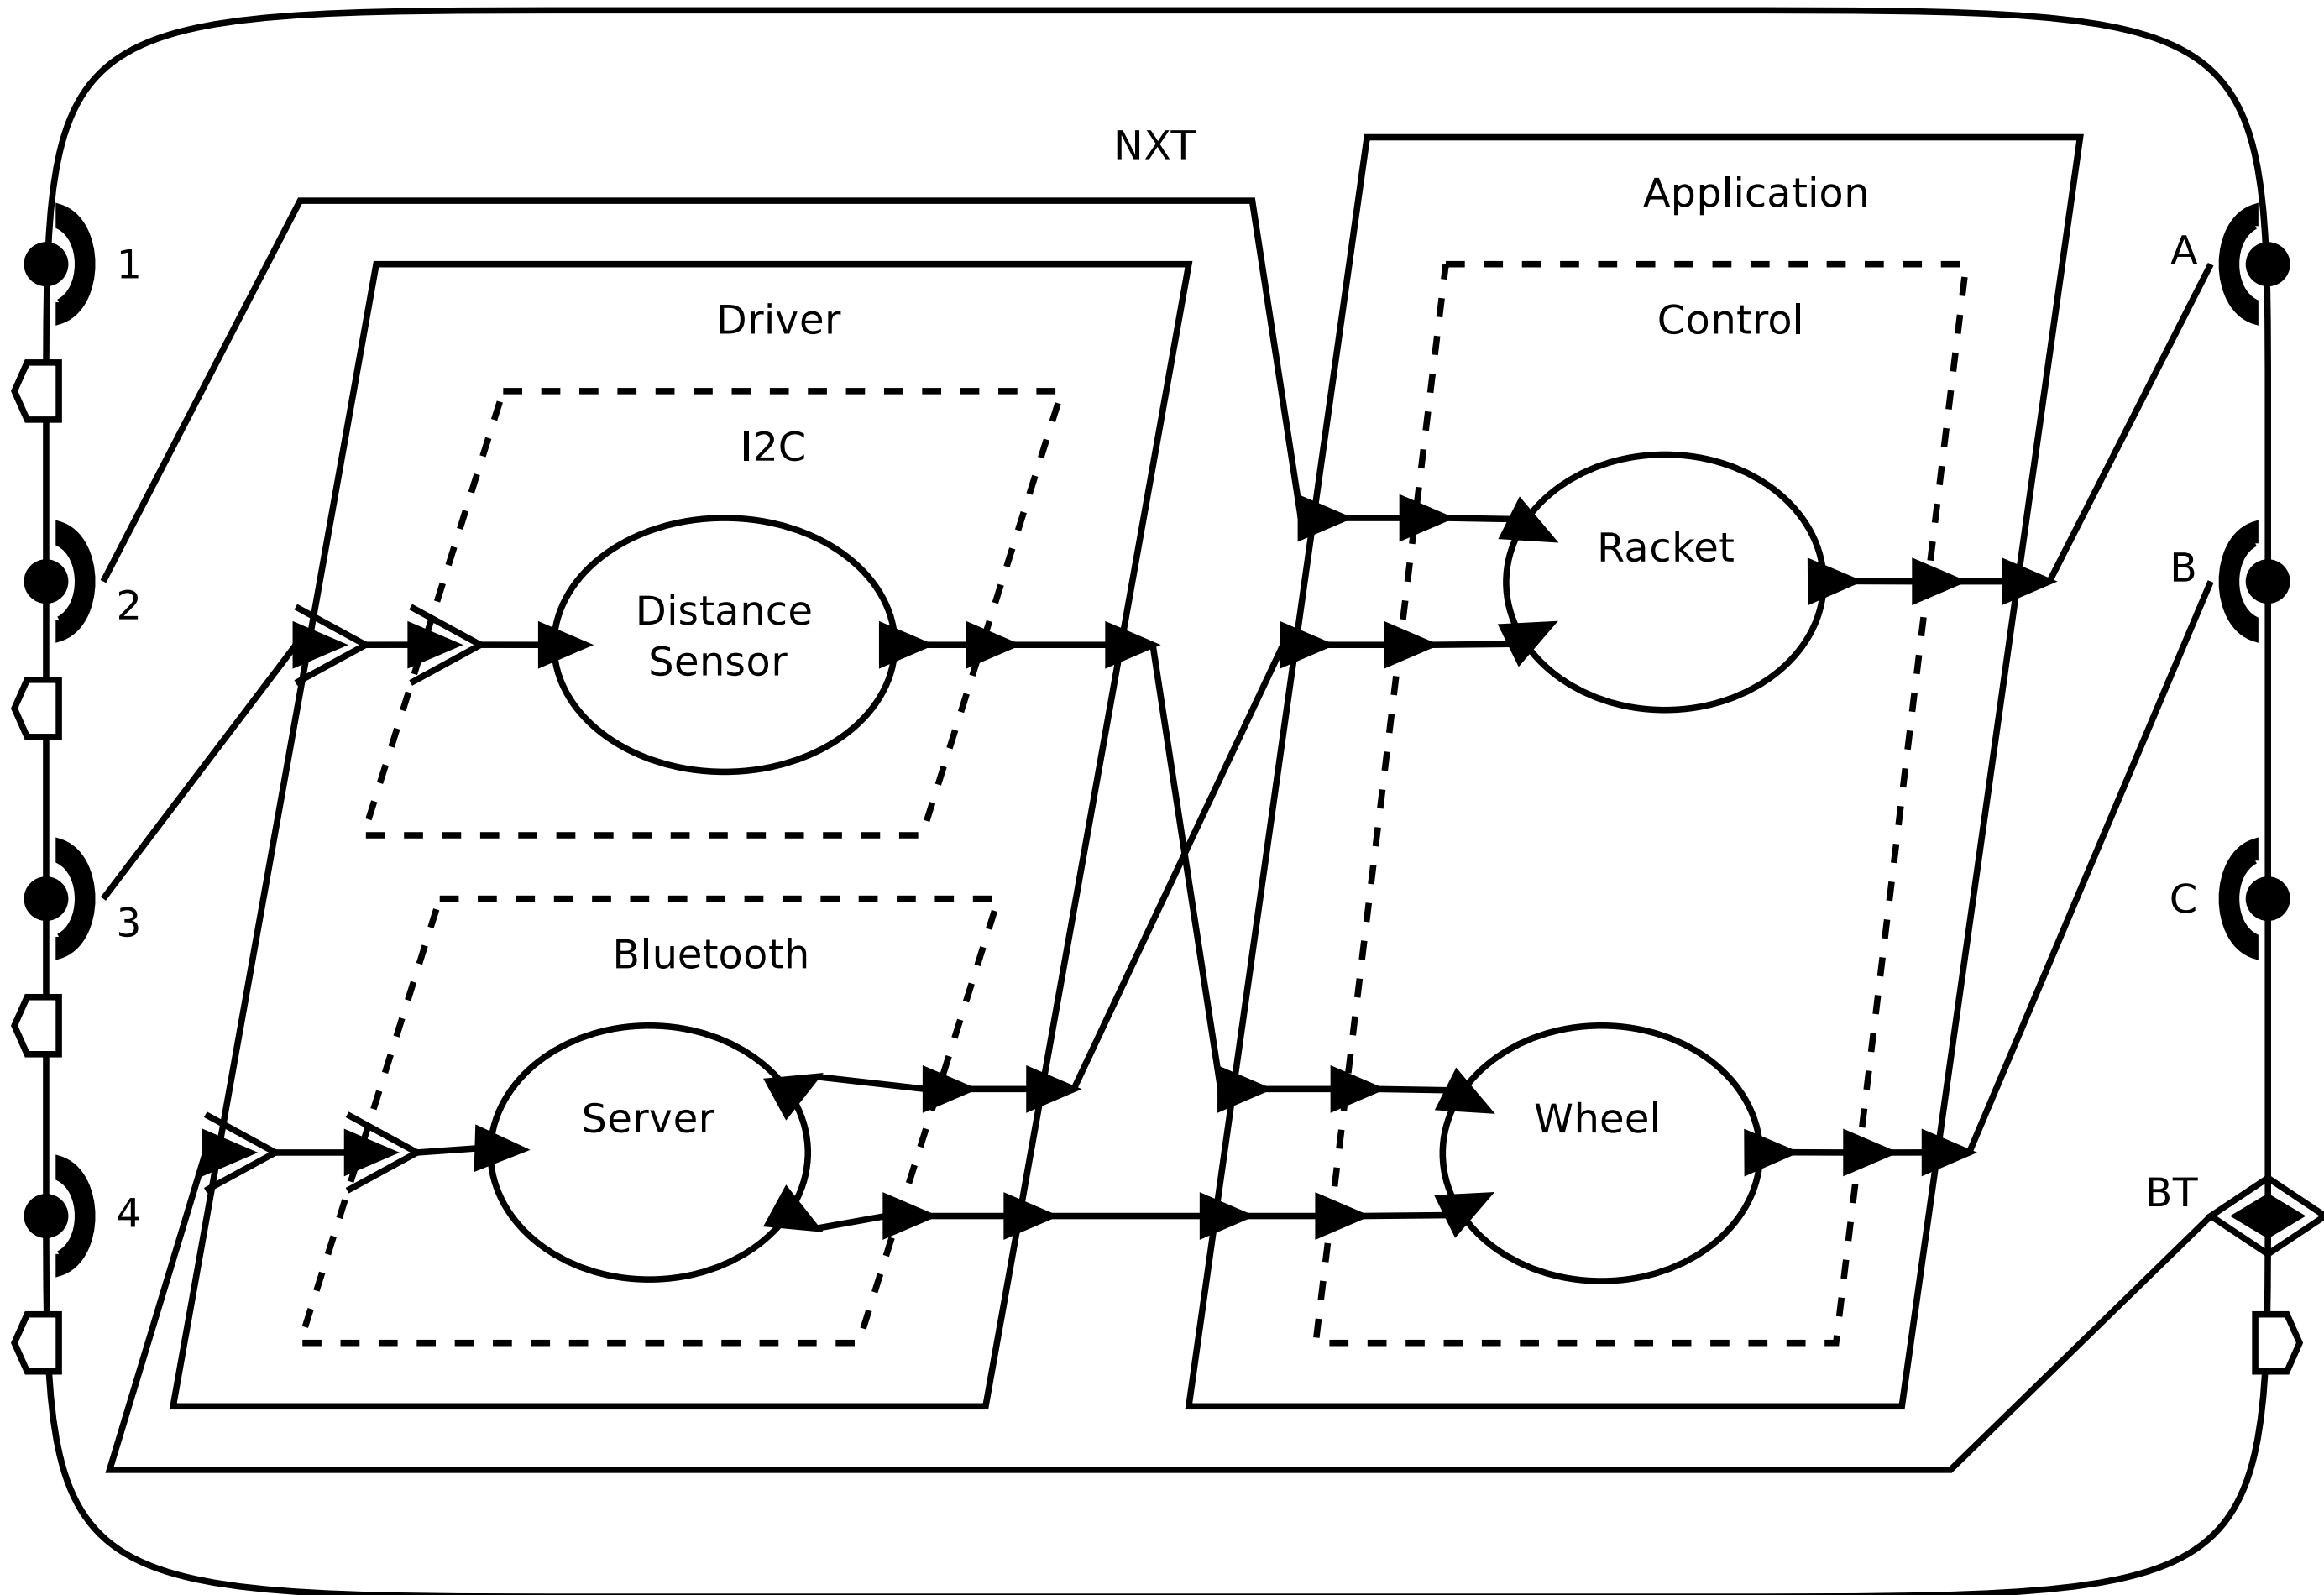 NXT
Application
1
A
Driver
Control
I2C
Racket
B
Distance
Sensor
2
C
3
Bluetooth
Server
Wheel
BT
4